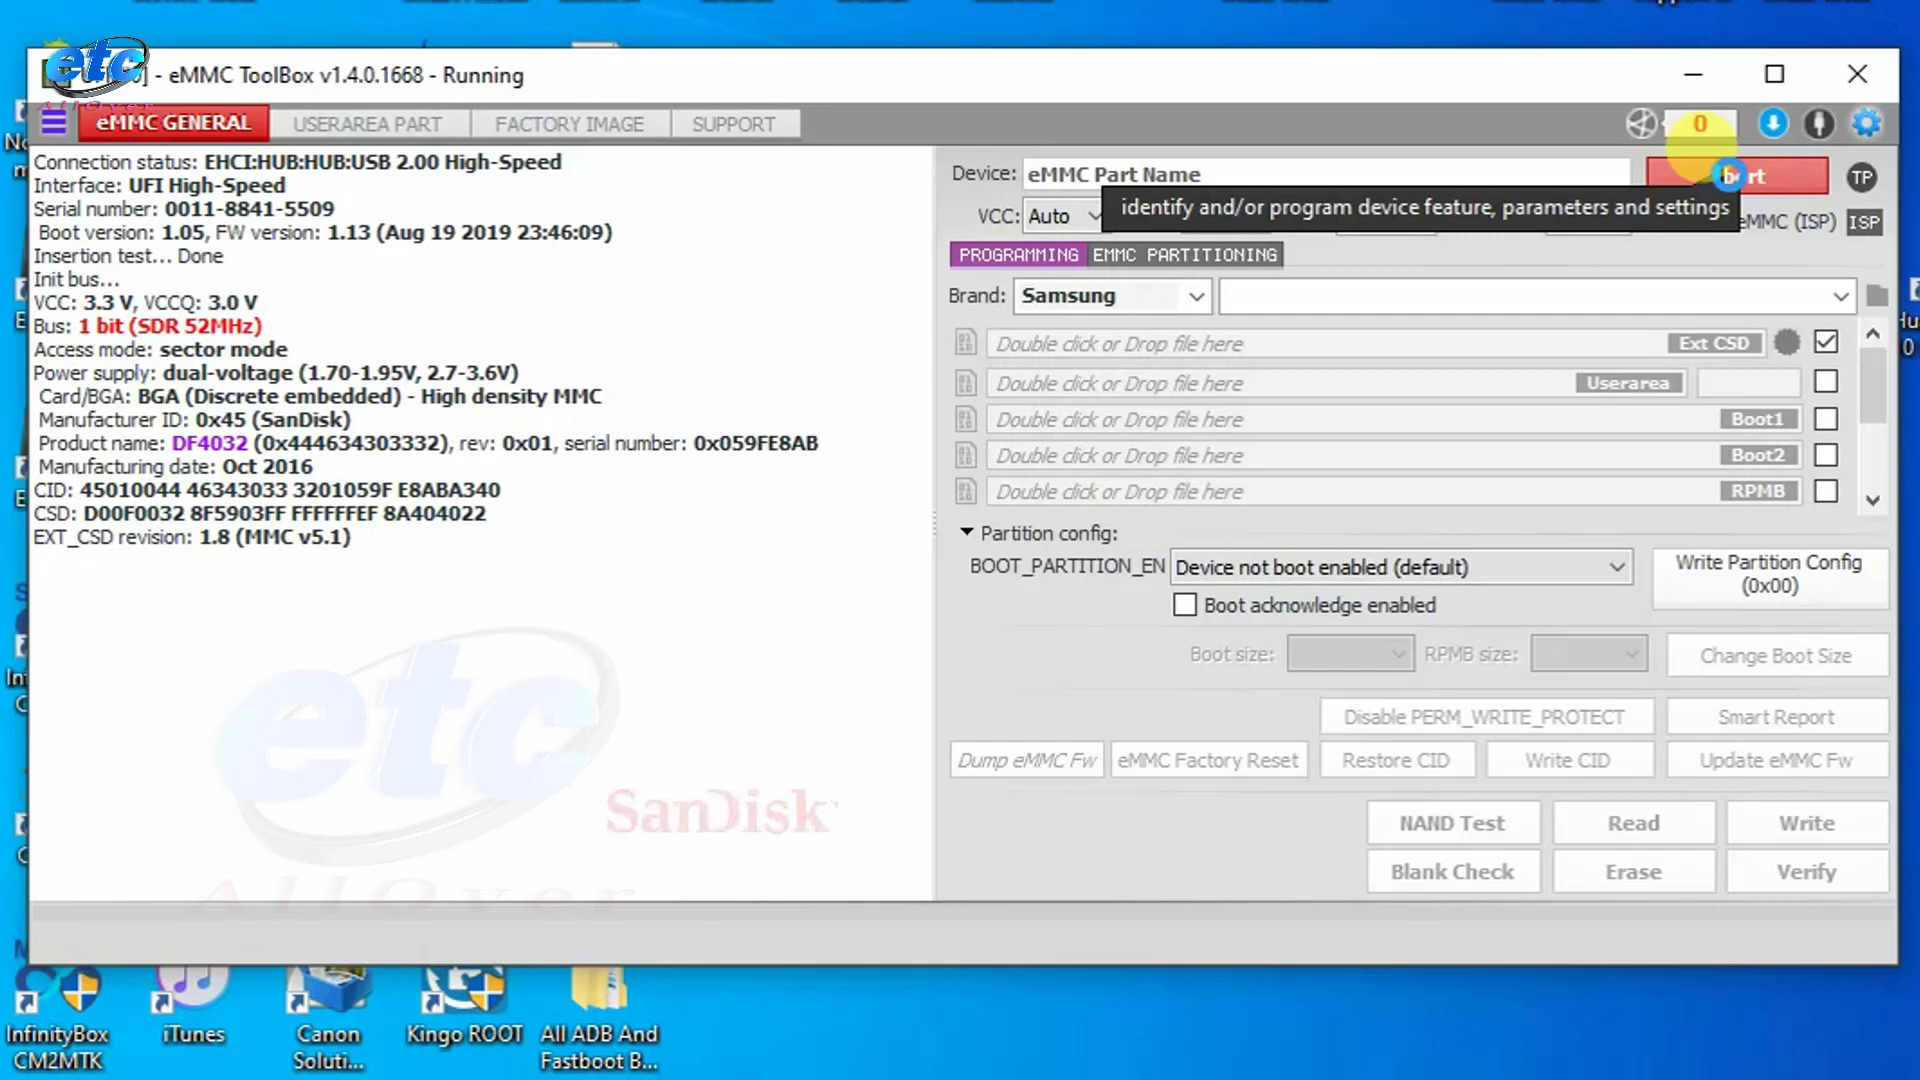 etc
] - eMMC ToolBox v1.4.0.1668 - Running
eMMC GENERAL
USERAREA PART
FACTORY IMAGE
SUPPORT
0
Connection status: EHCI:HUB:HUB:USB 2.00 High-Speed
Interface: UFI High-Speed
Serial number: 0011-8841-5509
Boot version: 1.05, FW version: 1.13 (Aug 19 2019 23:46:09)
Insertion test... Done
Init bus...
VCC: 3.3 V, VCCQ: 3.0 V
Bus: 1 bit (SDR 52MHz)
Access mode: sector mode
Power supply: dual-voltage (1.70-1.95V, 2.7-3.6V)
Card/BGA: BGA (Discrete embedded) - High density MMC
Manufacturer ID: 0x45 (SanDisk)
Product name: DF4032 (0x444634303332), rev: 0x01, serial number: 0x059FE8AB
Manufacturing date: Oct 2016
CID: 45010044 46343033 3201059F E8ABA340
CSD: D00F0032 8F5903FF FFFFFFEF 8A404022
EXT_CSD revision: 1.8 (MMC v5.1)
etc
SanDisk
AllOver
Device: eMMC Part Name
TP
VCC: Auto
identify and/or program device feature, parameters and settings
eMMC (ISP) ISP
PROGRAMMING
EMMC PARTITIONING
Brand: Samsung
Double click or Drop file here Ext CSD
Double click or Drop file here Userarea
Double click or Drop file here Boot1
Double click or Drop file here Boot2
Double click or Drop file here RPMB
Partition config:
BOOT_PARTITION_EN Device not boot enabled (default)
Write Partition Config
(0x00)
Boot acknowledge enabled
Boot size: RPMB size: Change Boot Size
Disable PERM_WRITE_PROTECT Smart Report
Dump eMMC Fw eMMC Factory Reset Restore CID Write CID Update eMMC Fw
NAND Test Read Write
Blank Check Erase Verify
InfinityBox
CM2MTK
iTunes
Canon
Soluti...
Kingo ROOT
All ADB And
Fastboot B...